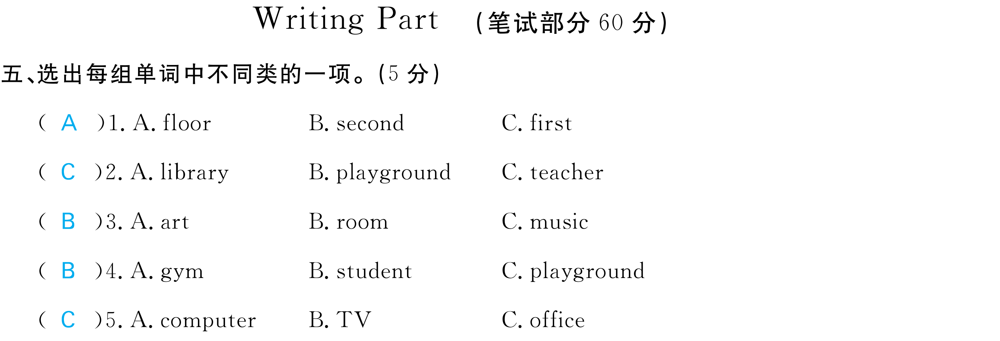 Writing Part (笔试部分 60 分)
五、选出每组单词中不同类的一项。(5 分)
( A )1. A. floor B. second C. first
( C )2. A. library B. playground C. teacher
( B )3. A. art B. room C. music
( B )4. A. gym B. student C. playground
( C )5. A. computer B. TV C. office